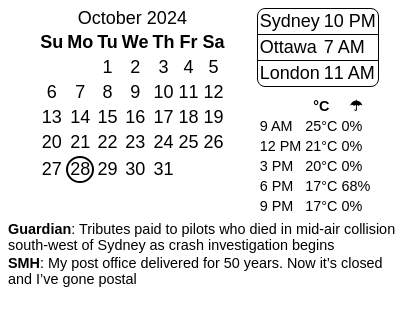 October 2024
Su Mo Tu We Th Fr Sa
1 2 3 4 5
6 7 8 9 10 11 12
13 14 15 16 17 18 19
20 21 22 23 24 25 26
27 28 29 30 31
Sydney 10 PM
Ottawa 7 AM
London 11 AM
°C ☂
9 AM 25°C 0%
12 PM 21°C 0%
3 PM 20°C 0%
6 PM 17°C 68%
9 PM 17°C 0%
Guardian: Tributes paid to pilots who died in mid-air collision
south-west of Sydney as crash investigation begins
SMH: My post office delivered for 50 years. Now it’s closed
and I’ve gone postal